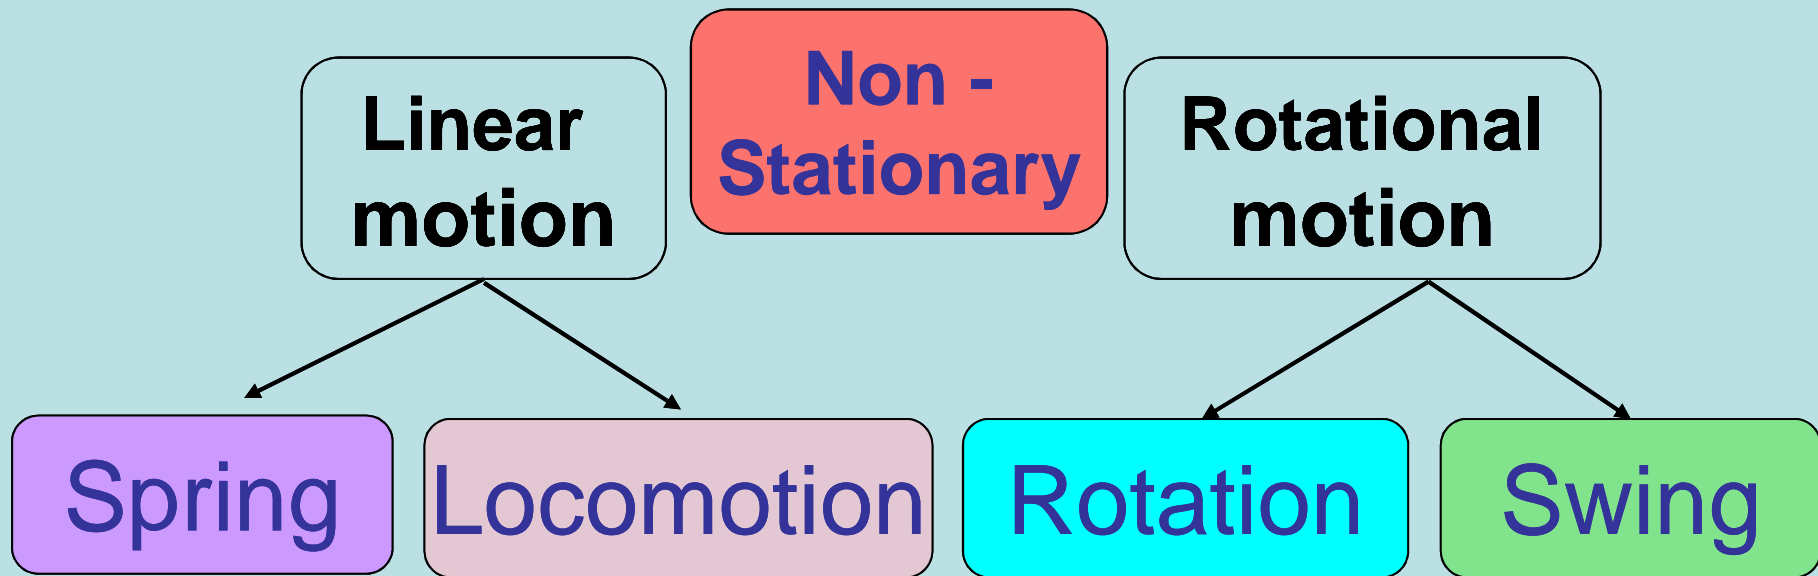 Non -
Stationary
Linear
motion
Rotational
motion
Spring
Locomotion
Rotation
Swing